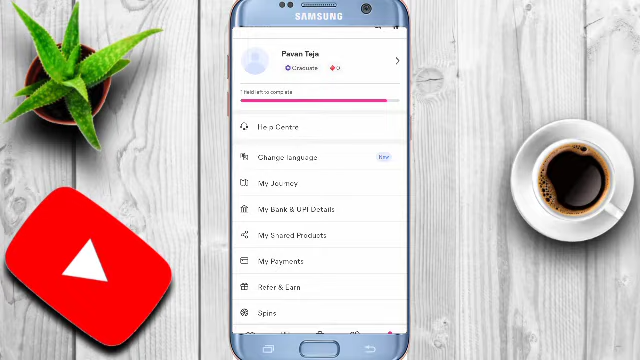 SAMSUNG
Pavan Teja
Graduate 0
field left to complete
Help Centre
Change language New
My Journey
My Bank & UPI Details
My Shared Products
My Payments
Refer & Earn
Spins